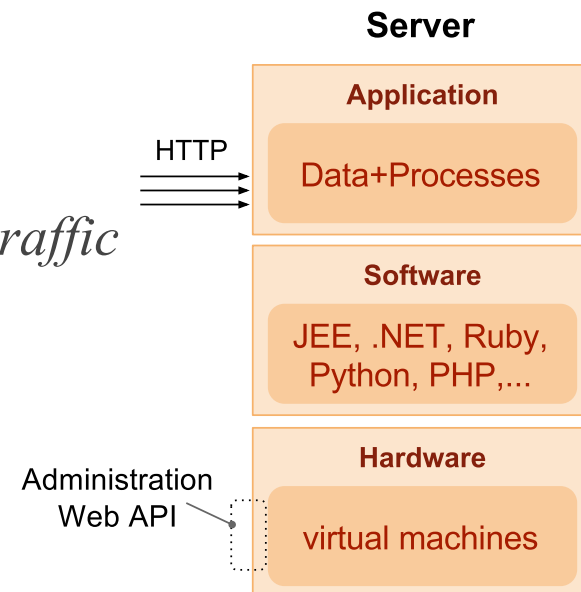 Server
Application
HTTP
Data+Processes
raffic
Software
JEE, .NET, Ruby,
Python, PHP,...
Hardware
Administration
Web API
virtual machines